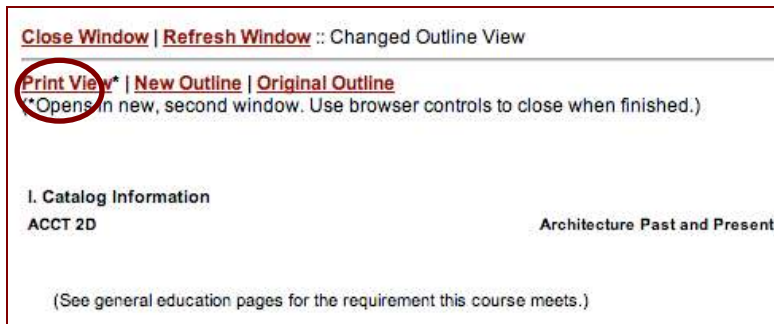 Close Window | Refresh Window :: Changed Outline View
Print View* | New Outline | Original Outline
(*Opens in new, second window. Use browser controls to close when finished.)
I. Catalog Information
ACCT 2D Architecture Past and Present
(See general education pages for the requirement this course meets.)